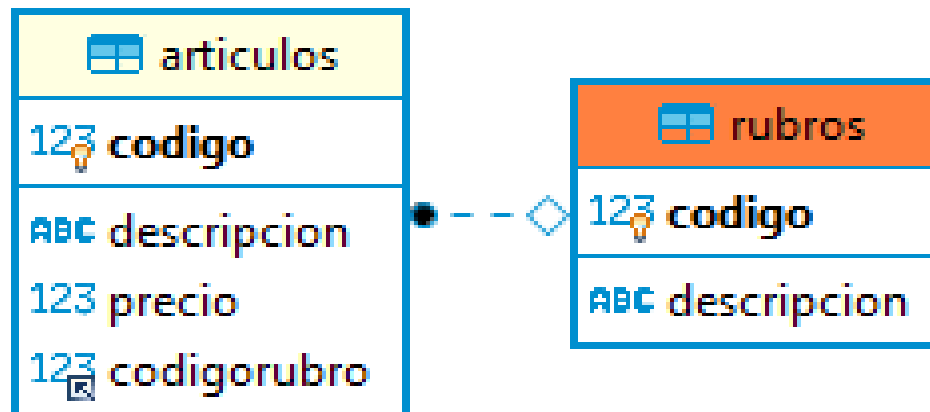 articulos
123 codigo
ABC descripcion
123 precio
123 codigorubro
rubros
123 codigo
ABC descripcion